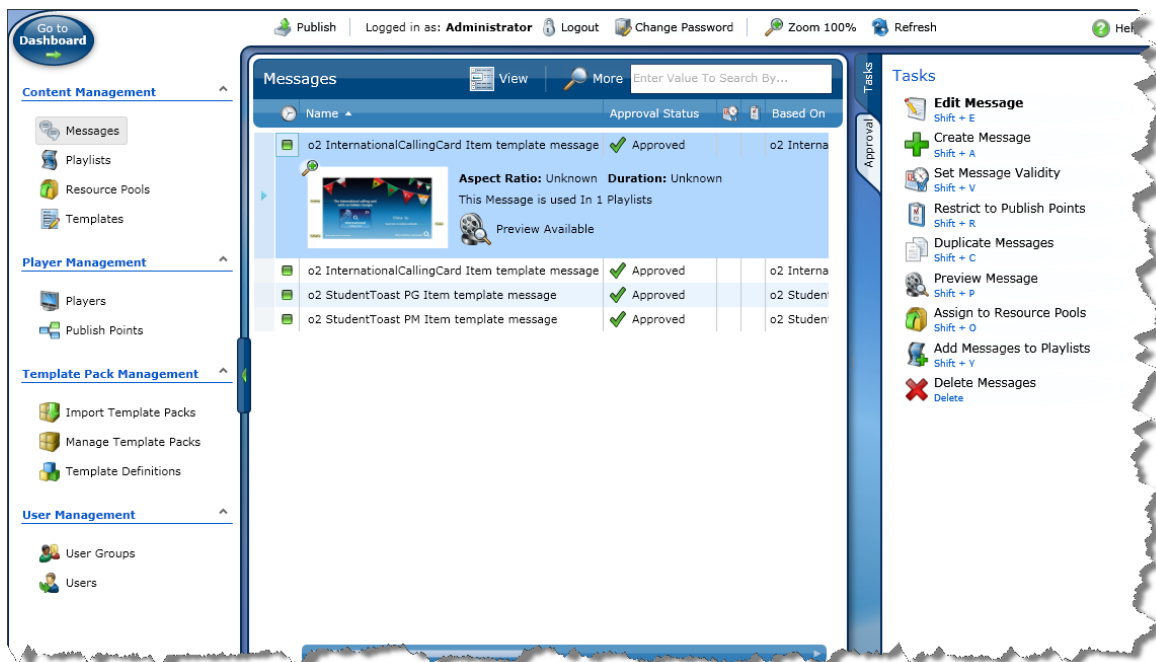 Go to
Dashboard
Publish
Logged in as: Administrator
Logout
Change Password
Zoom 100%
Refresh
Content Management
Messages
Playlists
Resource Pools
Templates
Player Management
Players
Publish Points
Template Pack Management
Import Template Packs
Manage Template Packs
Template Definitions
User Management
User Groups
Users
Messages
View
More
Enter Value To Search By...
Name
Approval Status
Based On
o2 InternationalCallingCard Item template message
Approved
o2 Interna
Aspect Ratio: Unknown Duration: Unknown
This Message is used In 1 Playlists
Preview Available
o2 InternationalCallingCard Item template message
Approved
o2 Interna
o2 StudentToast PG Item template message
Approved
o2 Studen
o2 StudentToast PM Item template message
Approved
o2 Studen
Tasks
Approval
Tasks
Edit Message
Shift + E
Create Message
Shift + A
Set Message Validity
Shift + V
Restrict to Publish Points
Shift + R
Duplicate Messages
Shift + C
Preview Message
Shift + P
Assign to Resource Pools
Shift + O
Add Messages to Playlists
Shift + Y
Delete Messages
Delete